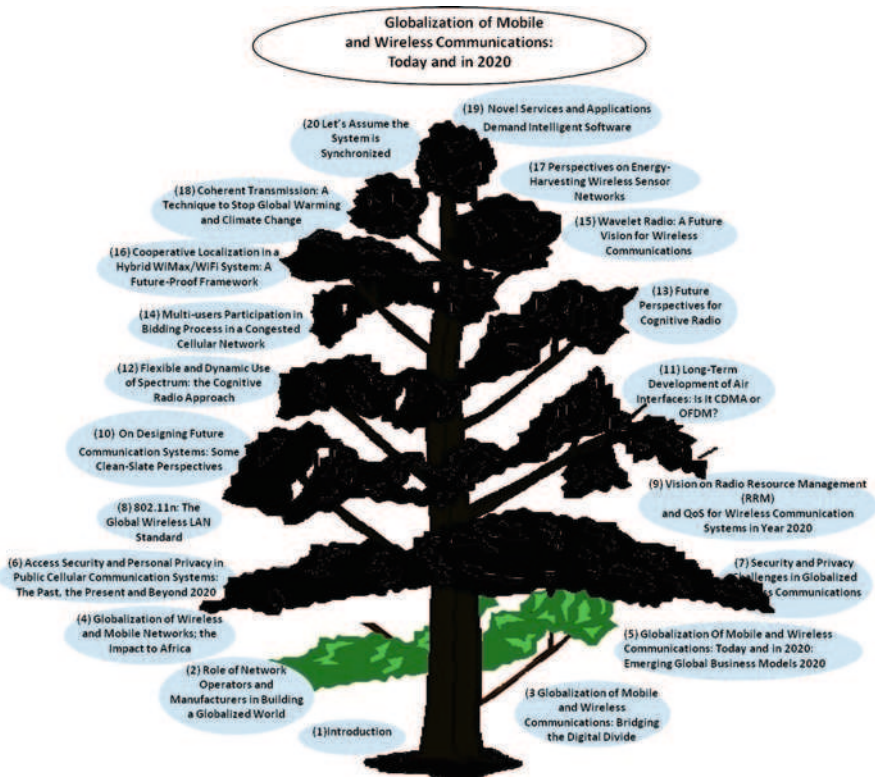 Globalization of Mobile
and Wireless Communications:
Today and in 2020
(19) Novel Services and Applications
Demand Intelligent Software
(20 Let's Assume the
System is
Synchronized
(17 Perspectives on Energy-
Harvesting Wireless Sensor
Networks
(18) Coherent Transmission: A
Technique to Stop Global Warming
and Climate Change
(15) Wavelet Radio: A Future
Vision for Wireless
Communications
(16) Cooperative Localization in a
Hybrid WiMax/WiFi System: A
Future-Proof Framework
(13) Future
Perspectives for
Cognitive Radio
(14) Multi-users Participation in
Bidding Process in a Congested
Cellular Network
(12) Flexible and Dynamic Use
of Spectrum: the Cognitive
Radio Approach
(11) Long-Term
Development of Air
Interfaces: Is it CDMA or
OFDM?
(10) On Designing Future
Communication Systems: Some
Clean-Slate Perspectives
(9) Vision on Radio Resource Management
(RRM)
and QoS for Wireless Communication
Systems in Year 2020
(8) 802.11n: The
Global Wireless LAN
Standard
(6) Access Security and Personal Privacy in
Public Cellular Communication Systems:
The Past, the Present and Beyond 2020
(7) Security and Privacy
Challenges in Globalized
Communications
(4) Globalization of Wireless
and Mobile Networks; the
Impact to Africa
(5) Globalization Of Mobile and Wireless
Communications: Today and in 2020:
Emerging Global Business Models 2020
(2) Role of Network
Operators and
Manufacturers in Building
a Globalized World
(3 Globalization of Mobile
and Wireless
Communications: Bridging
the Digital Divide
(1)Introduction